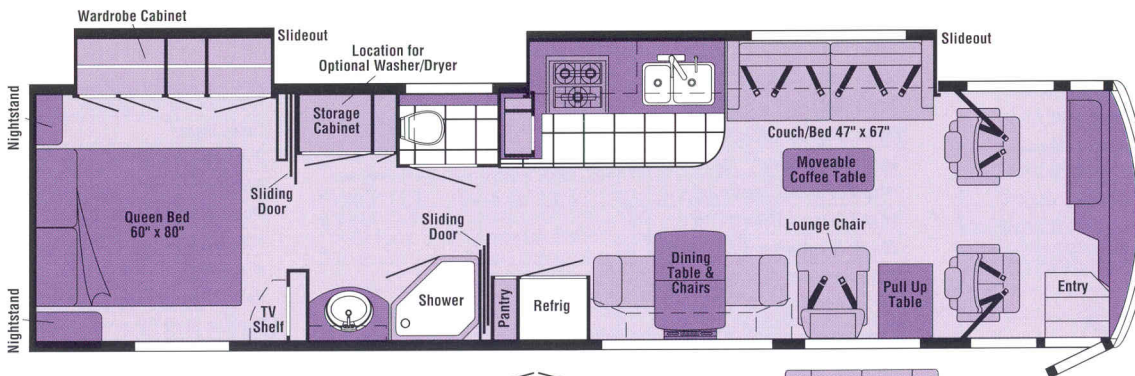 Wardrobe Cabinet
Slideout
Location for
Optional Washer/Dryer
Slideout
Nightstand
Storage
Cabinet
Couch/Bed 47" x 67"
Moveable
Coffee Table
Sliding
Door
Queen Bed
60" x 80"
Sliding
Door
Lounge Chair
Dining
Table &
Chairs
Pull Up
Table
Entry
Nightstand
TV
Shelf
Shower
Pantry
Refrig